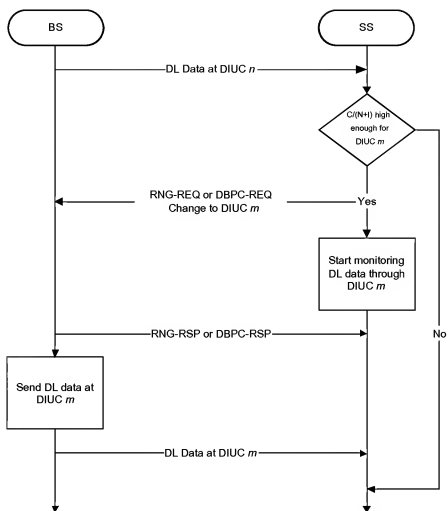 BS
SS
DL Data at DIUC n
C/(N+I) high
enough for
DIUC m
RNG-REQ or DBPC-REQ
Change to DIUC m
Yes
Start monitoring
DL data through
DIUC m
No
RNG-RSP or DBPC-RSP
Send DL data at
DIUC m
DL Data at DIUC m